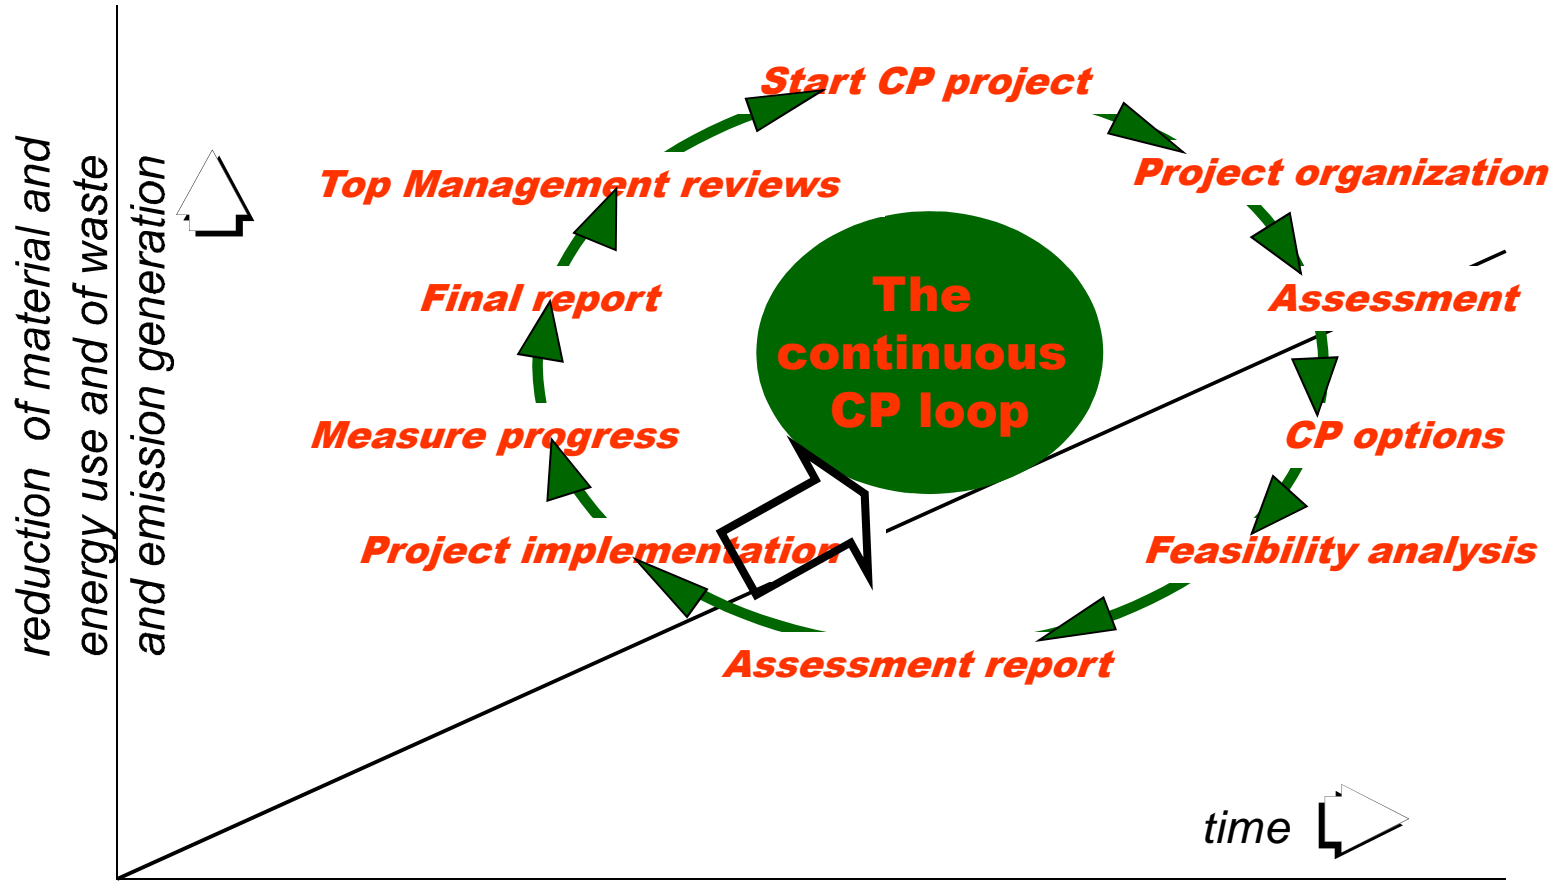 reduction of material and
energy use and of waste
and emission generation
Start CP project
Project organization
Assessment
CP options
Feasibility analysis
Assessment report
Project implementation
Measure progress
Final report
Top Management reviews
The
continuous
CP loop
time